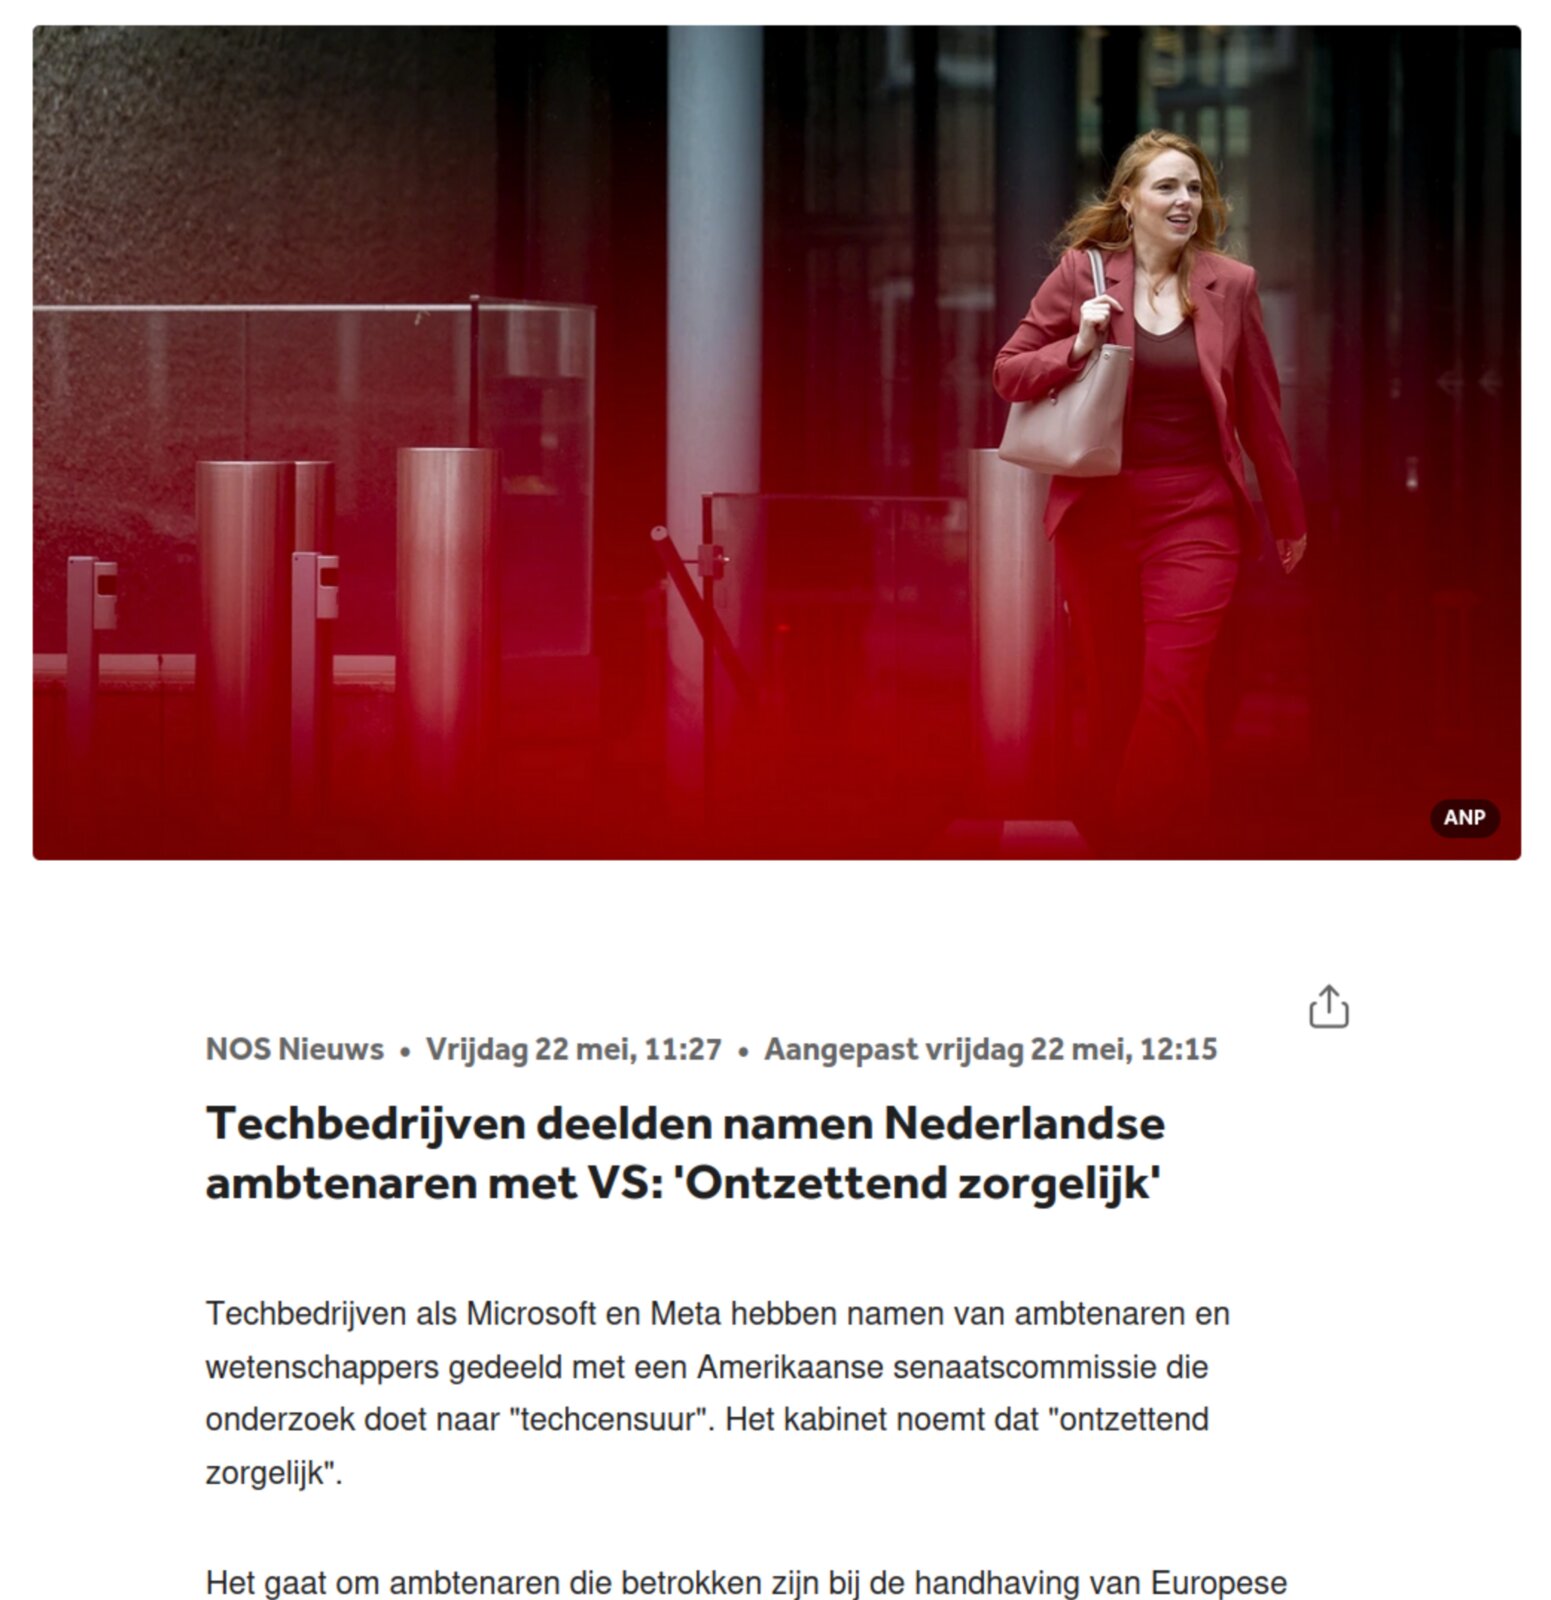 ANP
NOS Nieuws • Vrijdag 22 mei, 11:27 • Aangepast vrijdag 22 mei, 12:15
Techbedrijven deelden namen Nederlandse
ambtenaren met VS: 'Ontzettend zorgelijk'
Techbedrijven als Microsoft en Meta hebben namen van ambtenaren en
wetenschappers gedeeld met een Amerikaanse senaatscommissie die
onderzoek doet naar "techcensuur". Het kabinet noemt dat "ontzettend
zorgelijk".
Het gaat om ambtenaren die betrokken zijn bij de handhaving van Europese